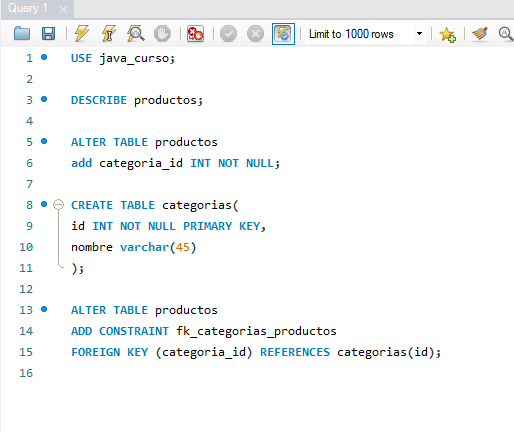 Query 1
Limit to 1000 rows
1 USE java_curso;
2
3 DESCRIBE productos;
4
5 ALTER TABLE productos
6 add categoria_id INT NOT NULL;
7
8 CREATE TABLE categorias(
9 id INT NOT NULL PRIMARY KEY,
10 nombre varchar(45)
11 );
12
13 ALTER TABLE productos
14 ADD CONSTRAINT fk_categorias_productos
15 FOREIGN KEY (categoria_id) REFERENCES categorias(id);
16